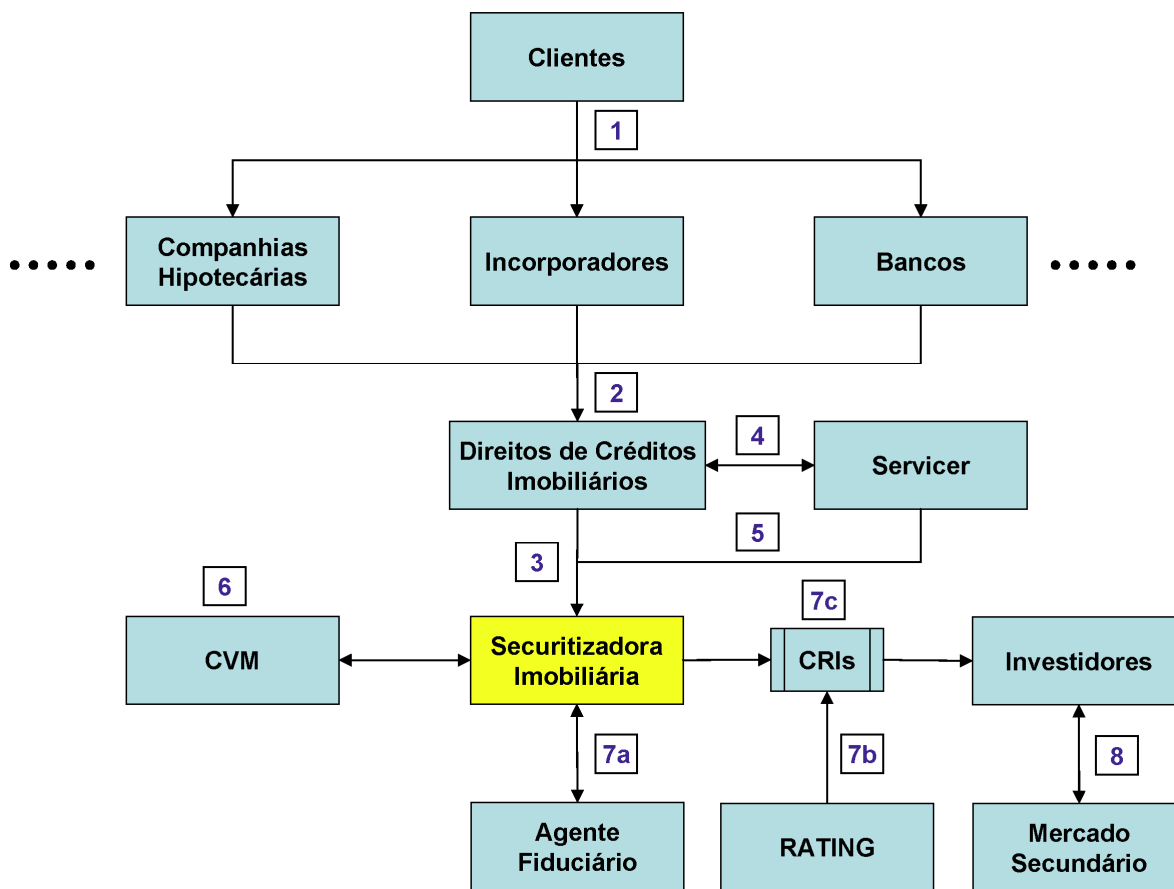 Clientes
1
Companhias
Hipotecárias
Incorporadores
Bancos
2
Direitos de Créditos
Imobiliários
4
Servicer
5
3
6
7c
CVM
Securitizadora
Imobiliária
CRIs
Investidores
7a
7b
8
Agente
Fiduciário
RATING
Mercado
Secundário